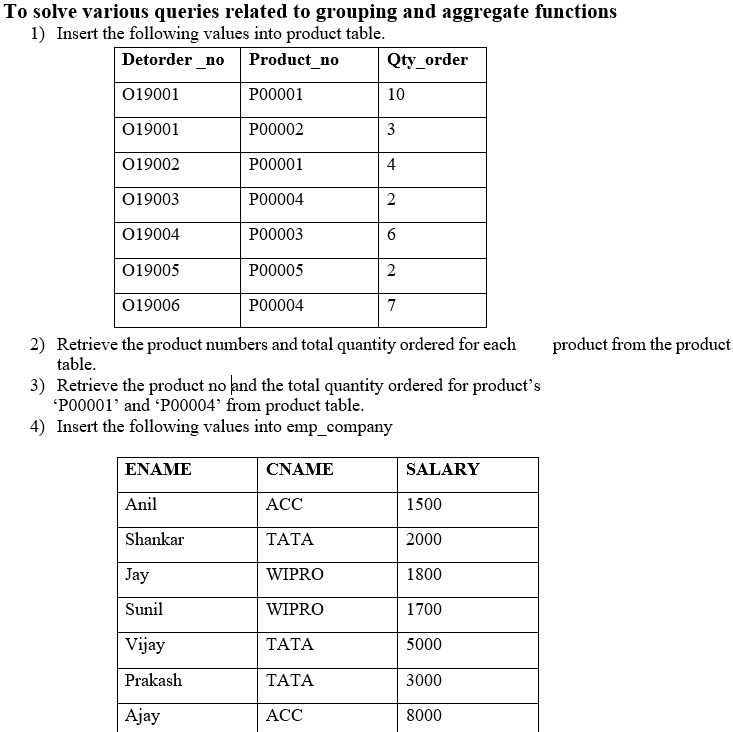 To solve various queries related to grouping and aggregate functions
1) Insert the following values into product table.
Detorder _no Product_no Qty_order
O19001 P00001 10
O19001 P00002 3
O19002 P00001 4
O19003 P00004 2
O19004 P00003 6
O19005 P00005 2
O19006 P00004 7
2) Retrieve the product numbers and total quantity ordered for each product from the product
table.
3) Retrieve the product no and the total quantity ordered for product’s
‘P00001’ and ‘P00004’ from product table.
4) Insert the following values into emp_company
ENAME CNAME SALARY
Anil ACC 1500
Shankar TATA 2000
Jay WIPRO 1800
Sunil WIPRO 1700
Vijay TATA 5000
Prakash TATA 3000
Ajay ACC 8000